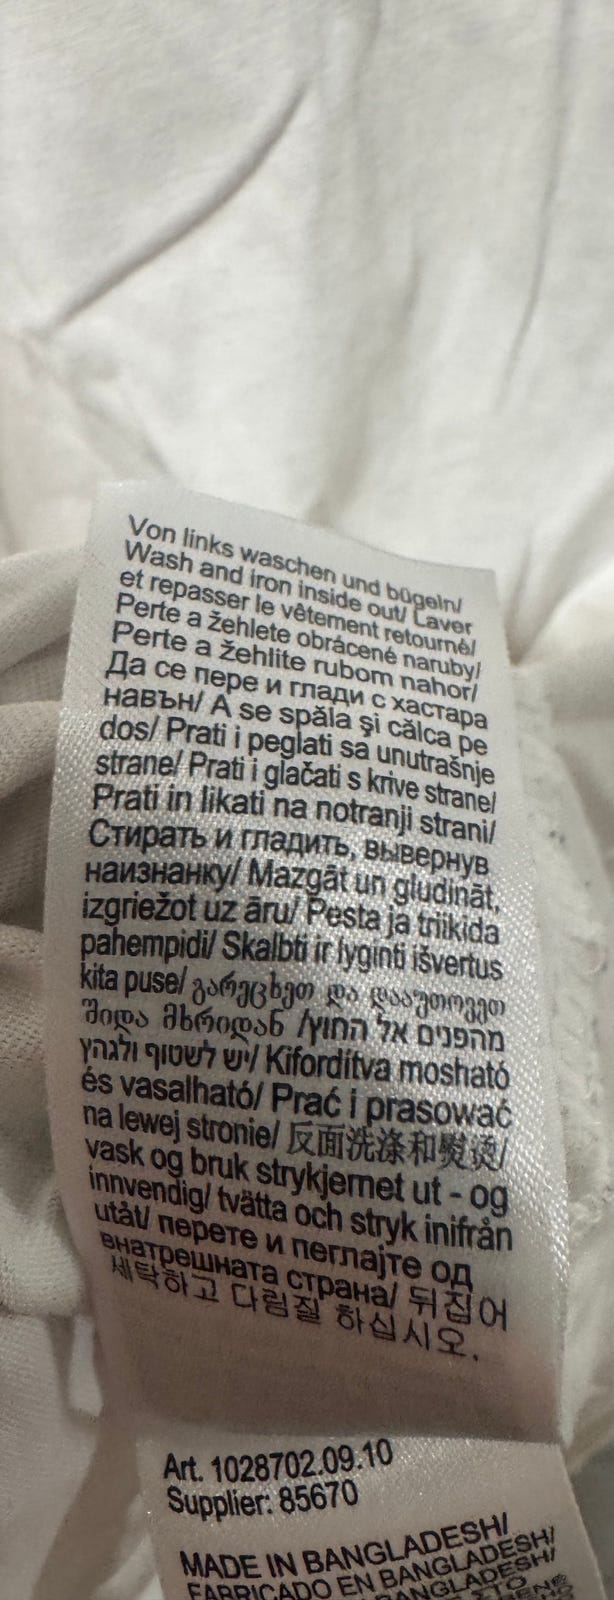 Von links waschen und bügeln/
Wash and iron inside out/ Laver
et repasser le vêtement retourné/
Perte a žehlete obrácené naruby/
Perte a žehlite rubom nahor/
Да се пере и глади с хастара
навън/ A se spăla şi călca pe
dos/ Prati i peglati sa unutrašnje
strane/ Prati i glačati s krive strane/
Prati in likati na notranji strani/
Стирать и гладить, вывернув
наизнанку/ Mazgāt un gludināt,
izgriežot uz āru/ Pesta ja triikida
pahempidi/ Skalbti ir lyginti išvertus
kita puse/ გარეცხეთ და დააუთოვეთ
შიდა მხრიდან /מהפנים אל החוץ
יש לשטוף ולגהץ/ Kifordítva mosható
és vasalható/ Prać i prasować
na lewej stronie/ 反面洗涤和熨烫/
vask og bruk strykjernet ut - og
innvendig/ tvätta och stryk inifrån
utåt/ перете и пеглајте од
внатрешната страна/ 뒤집어
세탁하고 다림질 하십시오.
Art. 1028702.09.10
Supplier: 85670
MADE IN BANGLADESH/
FABRICADO EN BANGLADESH/
BANGLADESH/
ΣΤΟ